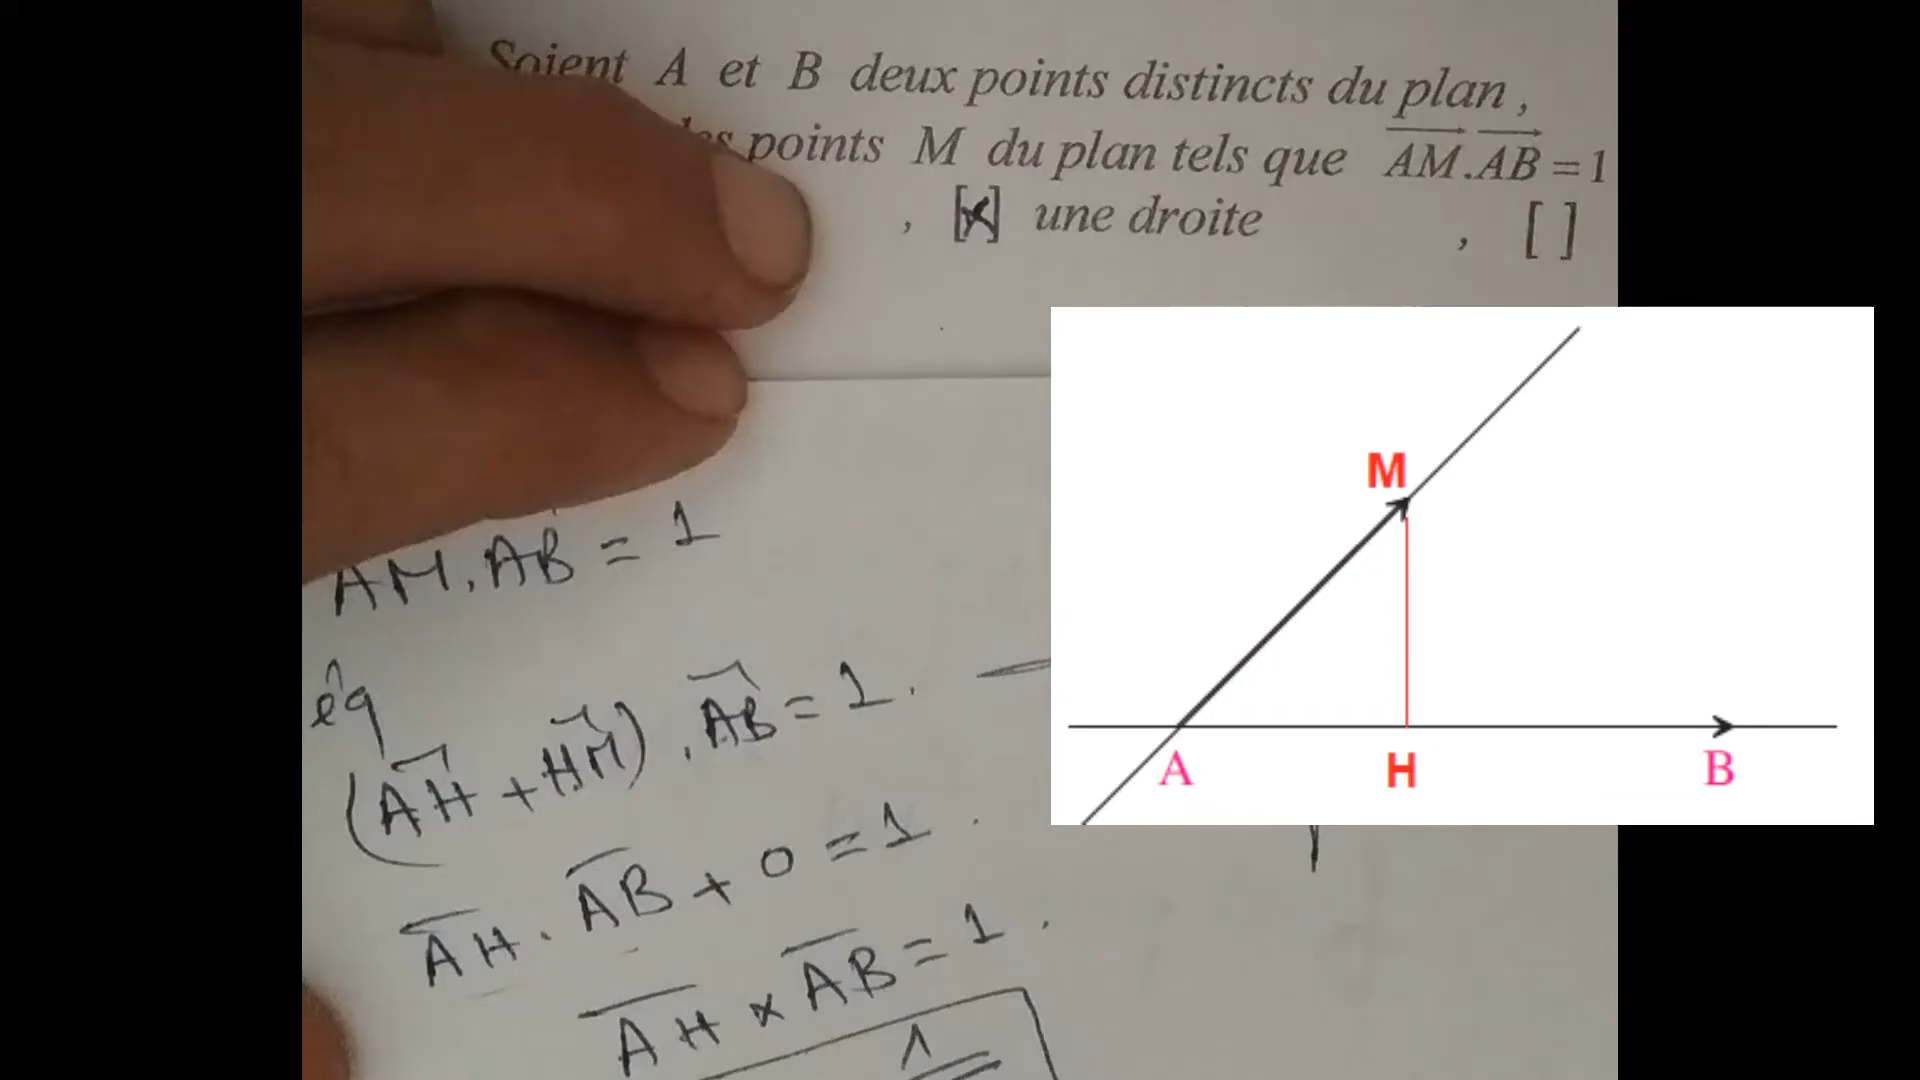 Soient A et B deux points distincts du plan ,
points M du plan tels que AM.AB = 1
, [x] une droite , [ ]
AM.AB = 1
éq
(AH + HM) . AB = 1.
AH . AB + 0 = 1 .
AH × AB = 1 .
1
M
A
H
B